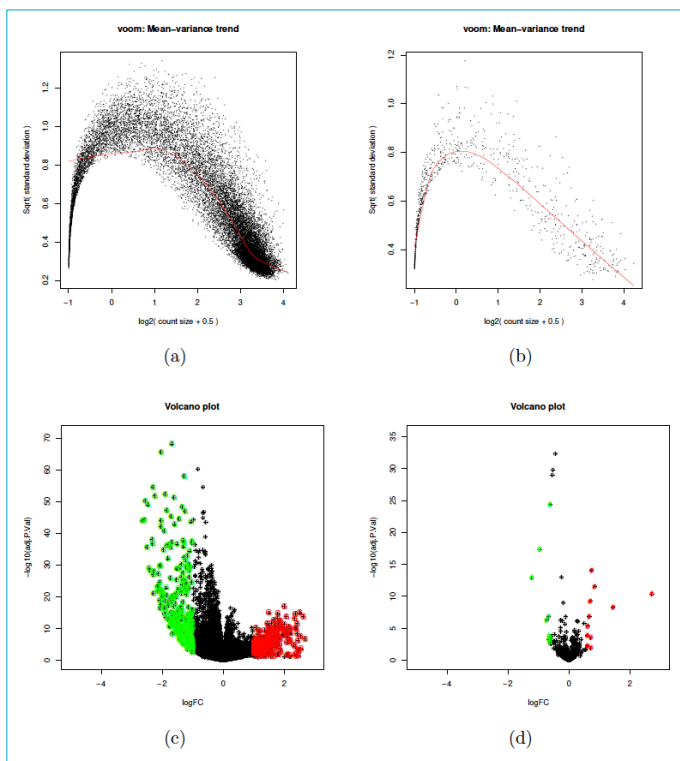 voom: Mean−variance trend
Sqrt( standard deviation )
1.2
1.0
0.8
0.6
0.4
0.2
−1 0 1 2 3 4
log2( count size + 0.5 )
(a)
voom: Mean−variance trend
Sqrt( standard deviation )
1.2
1.0
0.8
0.6
0.4
−1 0 1 2 3 4
log2( count size + 0.5 )
(b)
Volcano plot
−log10(adj.P.Val)
70
60
50
40
30
20
10
0
−4 −2 0 2
logFC
(c)
Volcano plot
−log10(adj.P.Val)
35
30
25
20
15
10
5
0
−4 −2 0 2
logFC
(d)